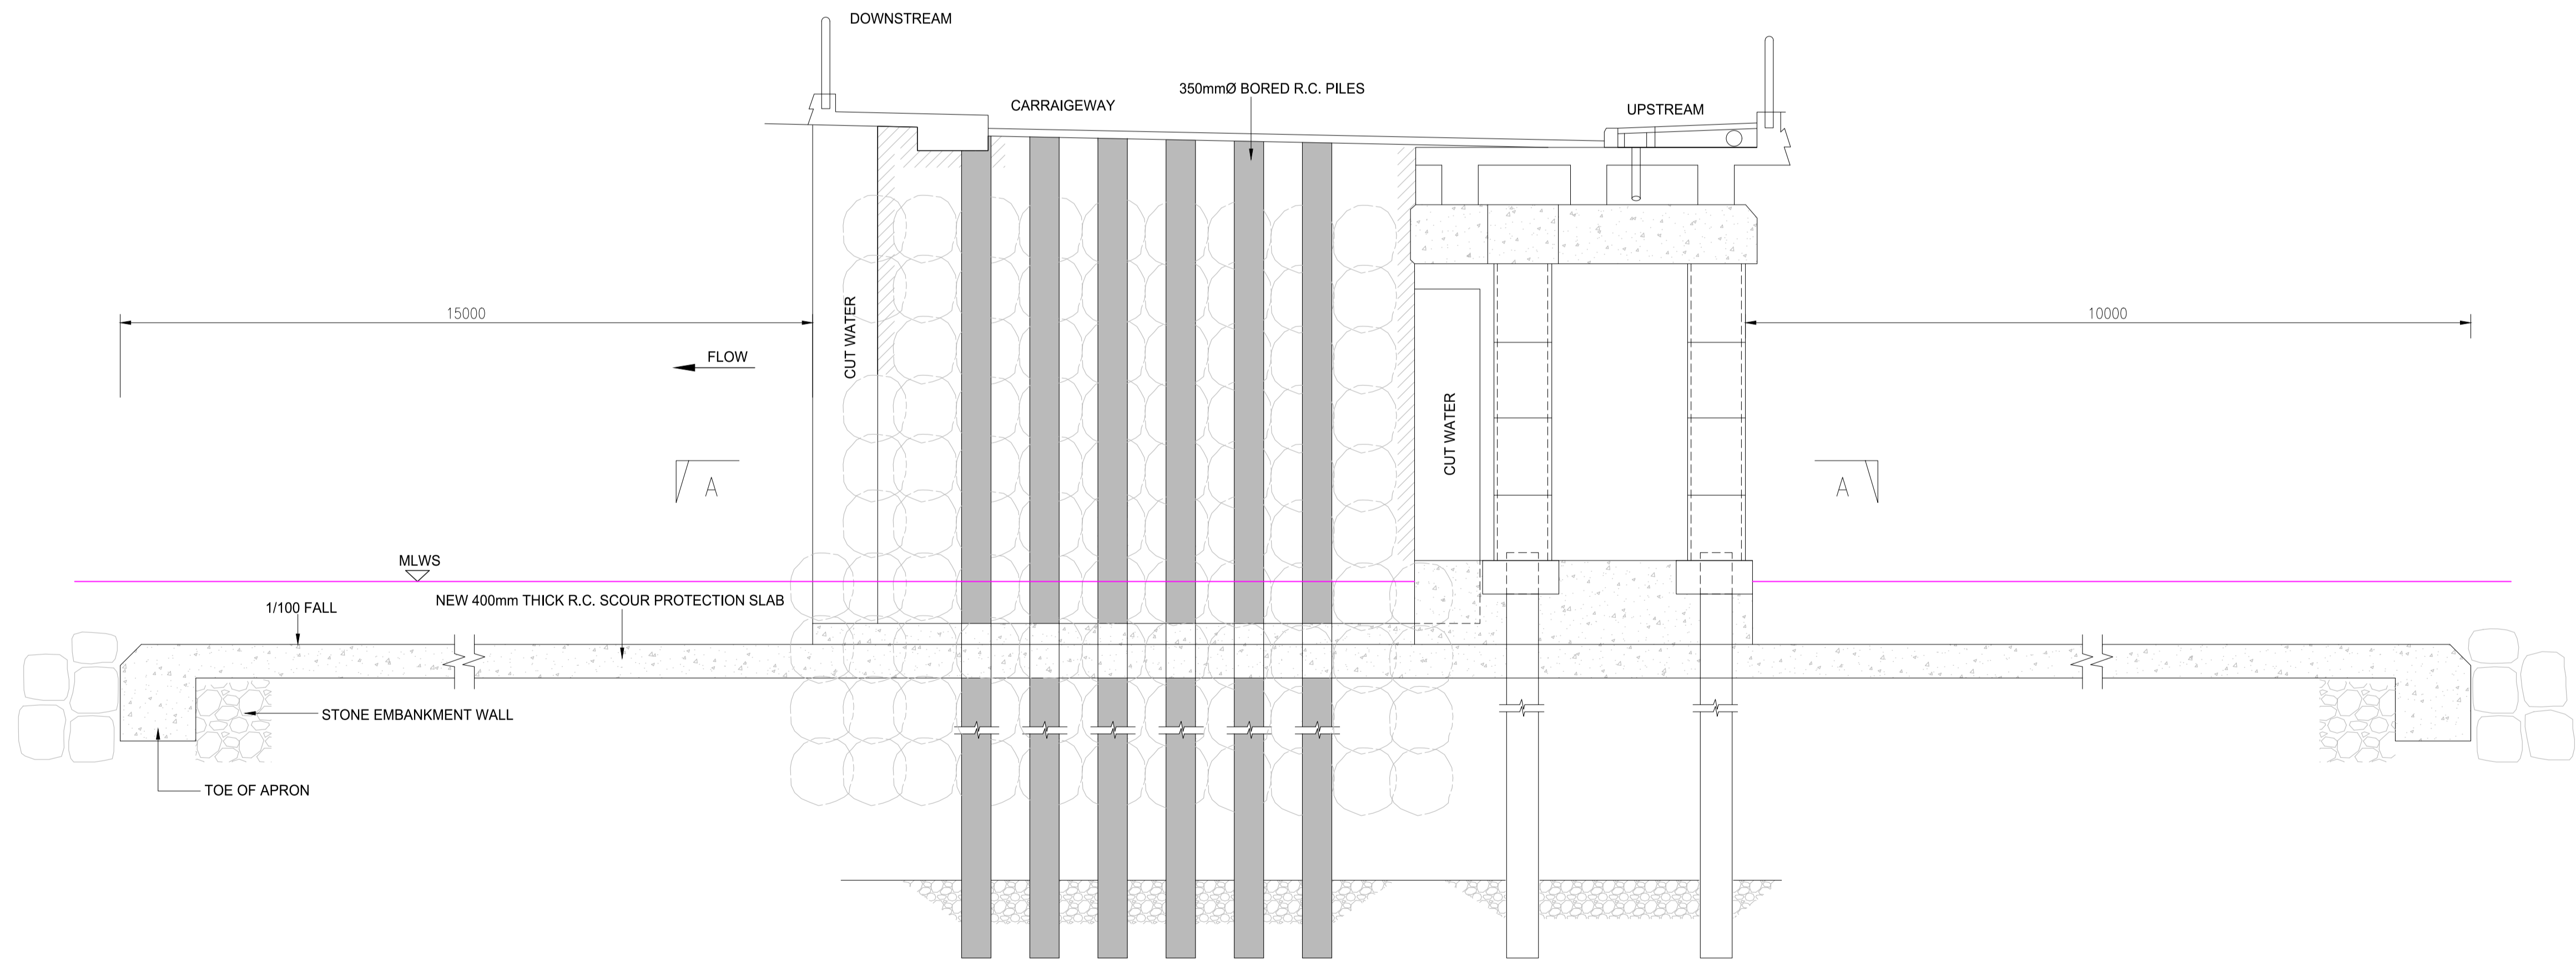 DOWNSTREAM
350mmØ BORED R.C. PILES
CARRAIGEWAY
UPSTREAM
15000
10000
CUT WATER
FLOW
CUT WATER
A
A
MLWS
1/100 FALL
NEW 400mm THICK R.C. SCOUR PROTECTION SLAB
STONE EMBANKMENT WALL
TOE OF APRON